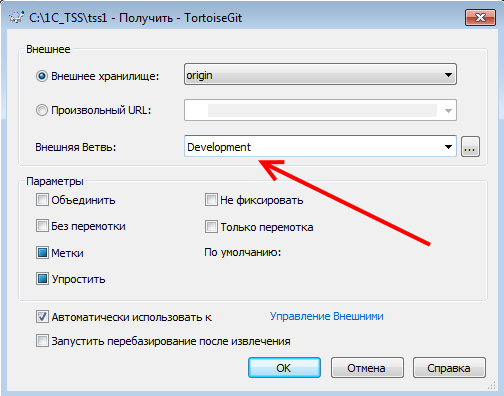 C:\1C_TSS\tss1 - Получить - TortoiseGit
Внешнее
Внешнее хранилище: origin
Произвольный URL:
Внешняя Ветвь: Development ...
Параметры
Объединить Не фиксировать
Без перемотки Только перемотка
Метки По умолчанию:
Упростить
Автоматически использовать к Управление Внешними
Запустить перебазирование после извлечения
OK Отмена Справка